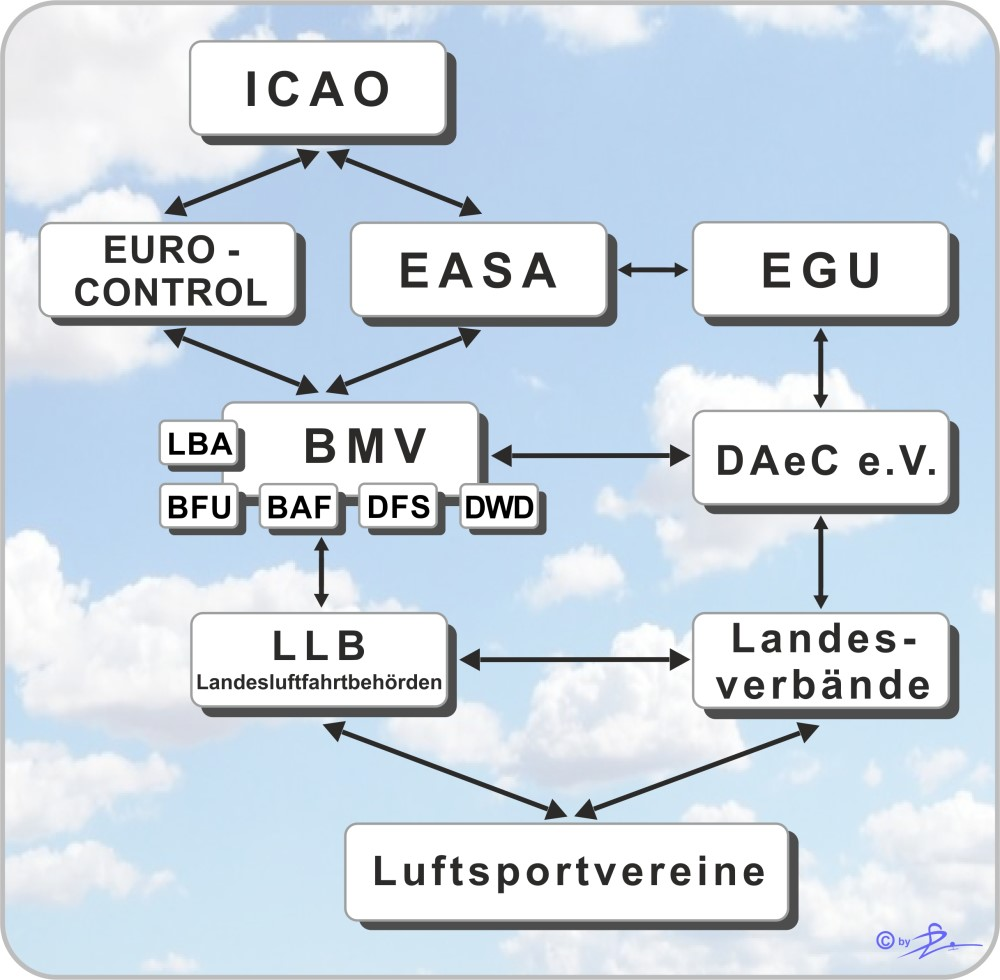 ICAO
EURO -
CONTROL
EASA
EGU
LBA
BMV
DAeC e.V.
BFU
BAF
DFS
DWD
LLB
Landesluftfahrtbehörden
Landes-
verbände
Luftsportvereine
© by